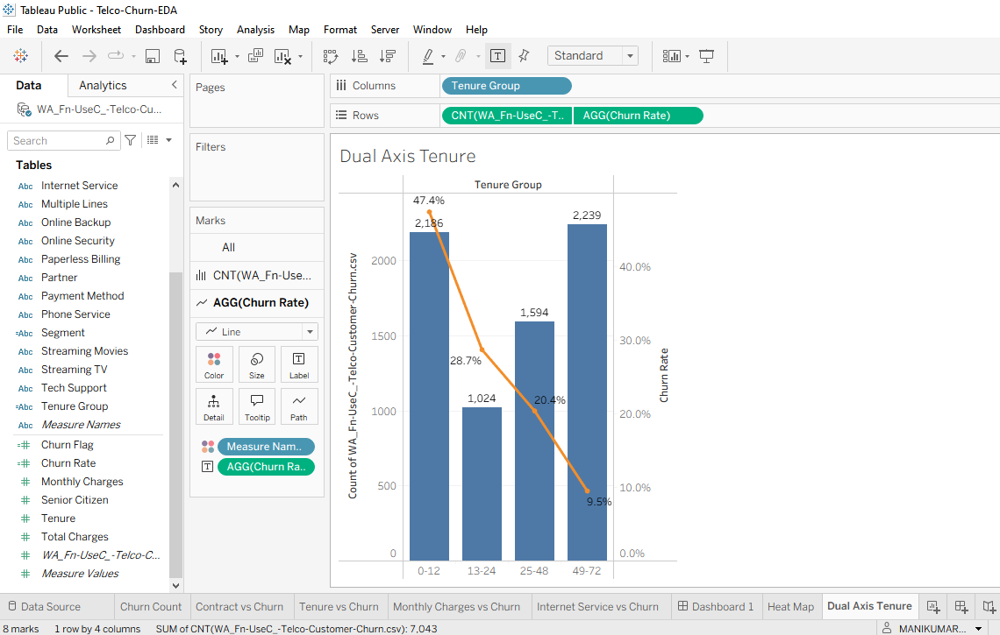 Tableau Public - Telco-Churn-EDA
File Data Worksheet Dashboard Story Analysis Map Format Server Window Help
Standard
Data Analytics
WA_Fn-UseC_-Telco-Cu...
Search
Tables
Abc Internet Service
Abc Multiple Lines
Abc Online Backup
Abc Online Security
Abc Paperless Billing
Abc Partner
Abc Payment Method
Abc Phone Service
=Abc Segment
Abc Streaming Movies
Abc Streaming TV
Abc Tech Support
=Abc Tenure Group
Abc Measure Names
=# Churn Flag
=# Churn Rate
# Monthly Charges
# Senior Citizen
# Tenure
# Total Charges
# WA_Fn-UseC_-Telco-C...
# Measure Values
Pages
Filters
Marks
All
CNT(WA_Fn-Use...
AGG(Churn Rate)
Line
Color Size Label
Detail Tooltip Path
Measure Nam..
AGG(Churn Ra..
Columns Tenure Group
Rows CNT(WA_Fn-UseC_-T.. AGG(Churn Rate)
Dual Axis Tenure
Tenure Group
Count of WA_Fn-UseC_-Telco-Customer-Churn.csv
2000
1500
1000
500
0
47.4%
2,186
28.7%
1,024
1,594
20.4%
2,239
9.5%
40.0%
30.0%
20.0%
10.0%
0.0%
Churn Rate
0-12 13-24 25-48 49-72
Data Source Churn Count Contract vs Churn Tenure vs Churn Monthly Charges vs Churn Internet Service vs Churn Dashboard 1 Heat Map Dual Axis Tenure
8 marks 1 row by 4 columns SUM of CNT(WA_Fn-UseC_-Telco-Customer-Churn.csv): 7,043 MANIKUMAR...